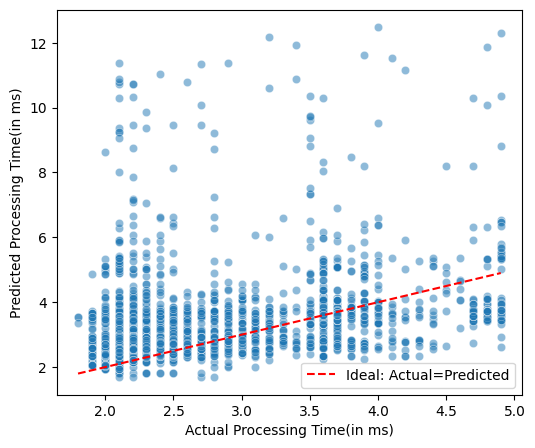 12
10
8
6
4
2
Predicted Processing Time(in ms)
Ideal: Actual=Predicted
2.0 2.5 3.0 3.5 4.0 4.5 5.0
Actual Processing Time(in ms)